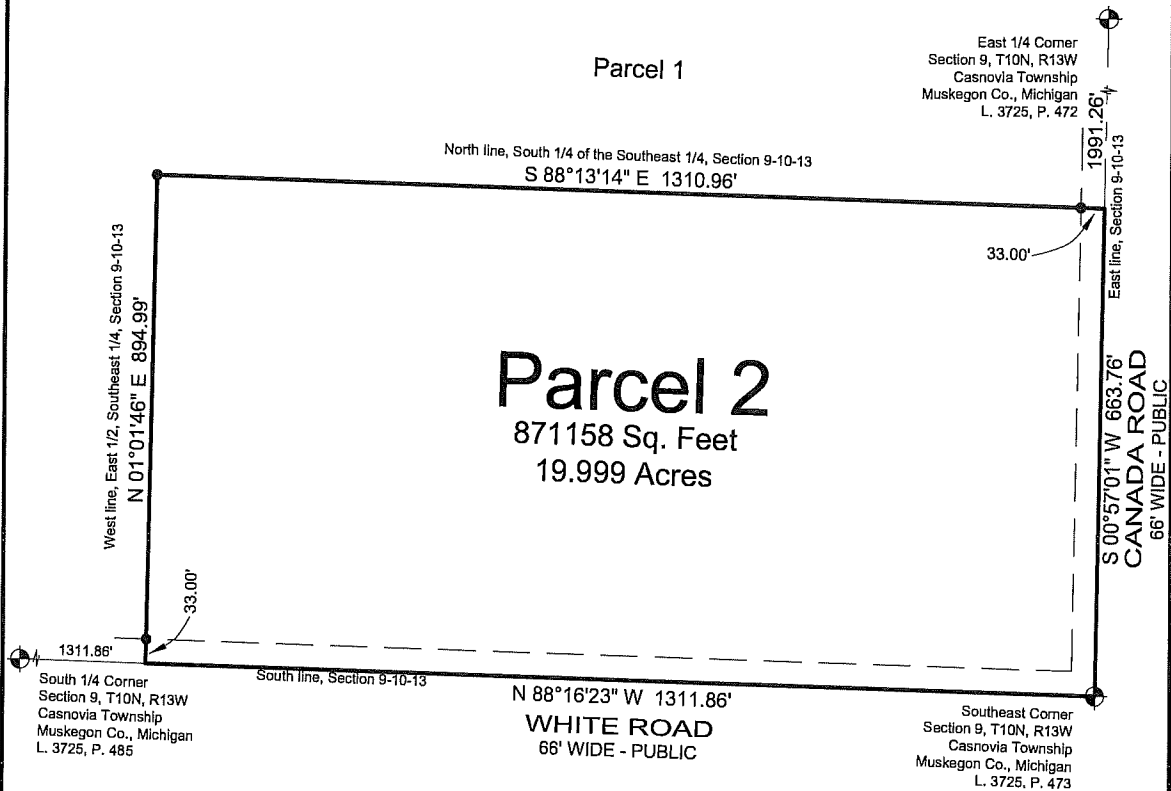 Parcel 1
East 1/4 Corner
Section 9, T10N, R13W
Casnovia Township
Muskegon Co., Michigan
L. 3725, P. 472
1991.26'
North line, South 1/4 of the Southeast 1/4, Section 9-10-13
S 88°13'14" E 1310.96'
33.00'
East line, Section 9-10-13
West line, East 1/2, Southeast 1/4, Section 9-10-13
N 01°01'46" E 894.99'
Parcel 2
871158 Sq. Feet
19.999 Acres
S 00°57'01" W 663.76'
CANADA ROAD
66' WIDE - PUBLIC
33.00'
1311.86'
South 1/4 Corner
Section 9, T10N, R13W
Casnovia Township
Muskegon Co., Michigan
L. 3725, P. 485
South line, Section 9-10-13
N 88°16'23" W 1311.86'
WHITE ROAD
66' WIDE - PUBLIC
Southeast Corner
Section 9, T10N, R13W
Casnovia Township
Muskegon Co., Michigan
L. 3725, P. 473